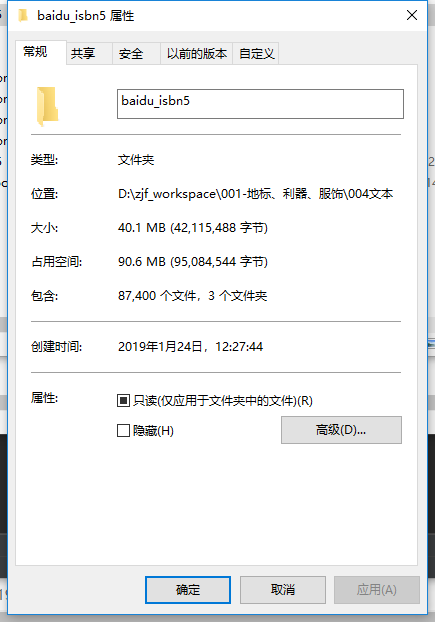 baidu_isbn5 属性
常规 共享 安全 以前的版本 自定义
baidu_isbn5
类型: 文件夹
位置: D:\zjf_workspace\001-地标、利器、服饰\004文本
大小: 40.1 MB (42,115,488 字节)
占用空间: 90.6 MB (95,084,544 字节)
包含: 87,400 个文件，3 个文件夹
创建时间: 2019年1月24日，12:27:44
属性: 只读(仅应用于文件夹中的文件)(R)
隐藏(H) 高级(D)...
确定 取消 应用(A)